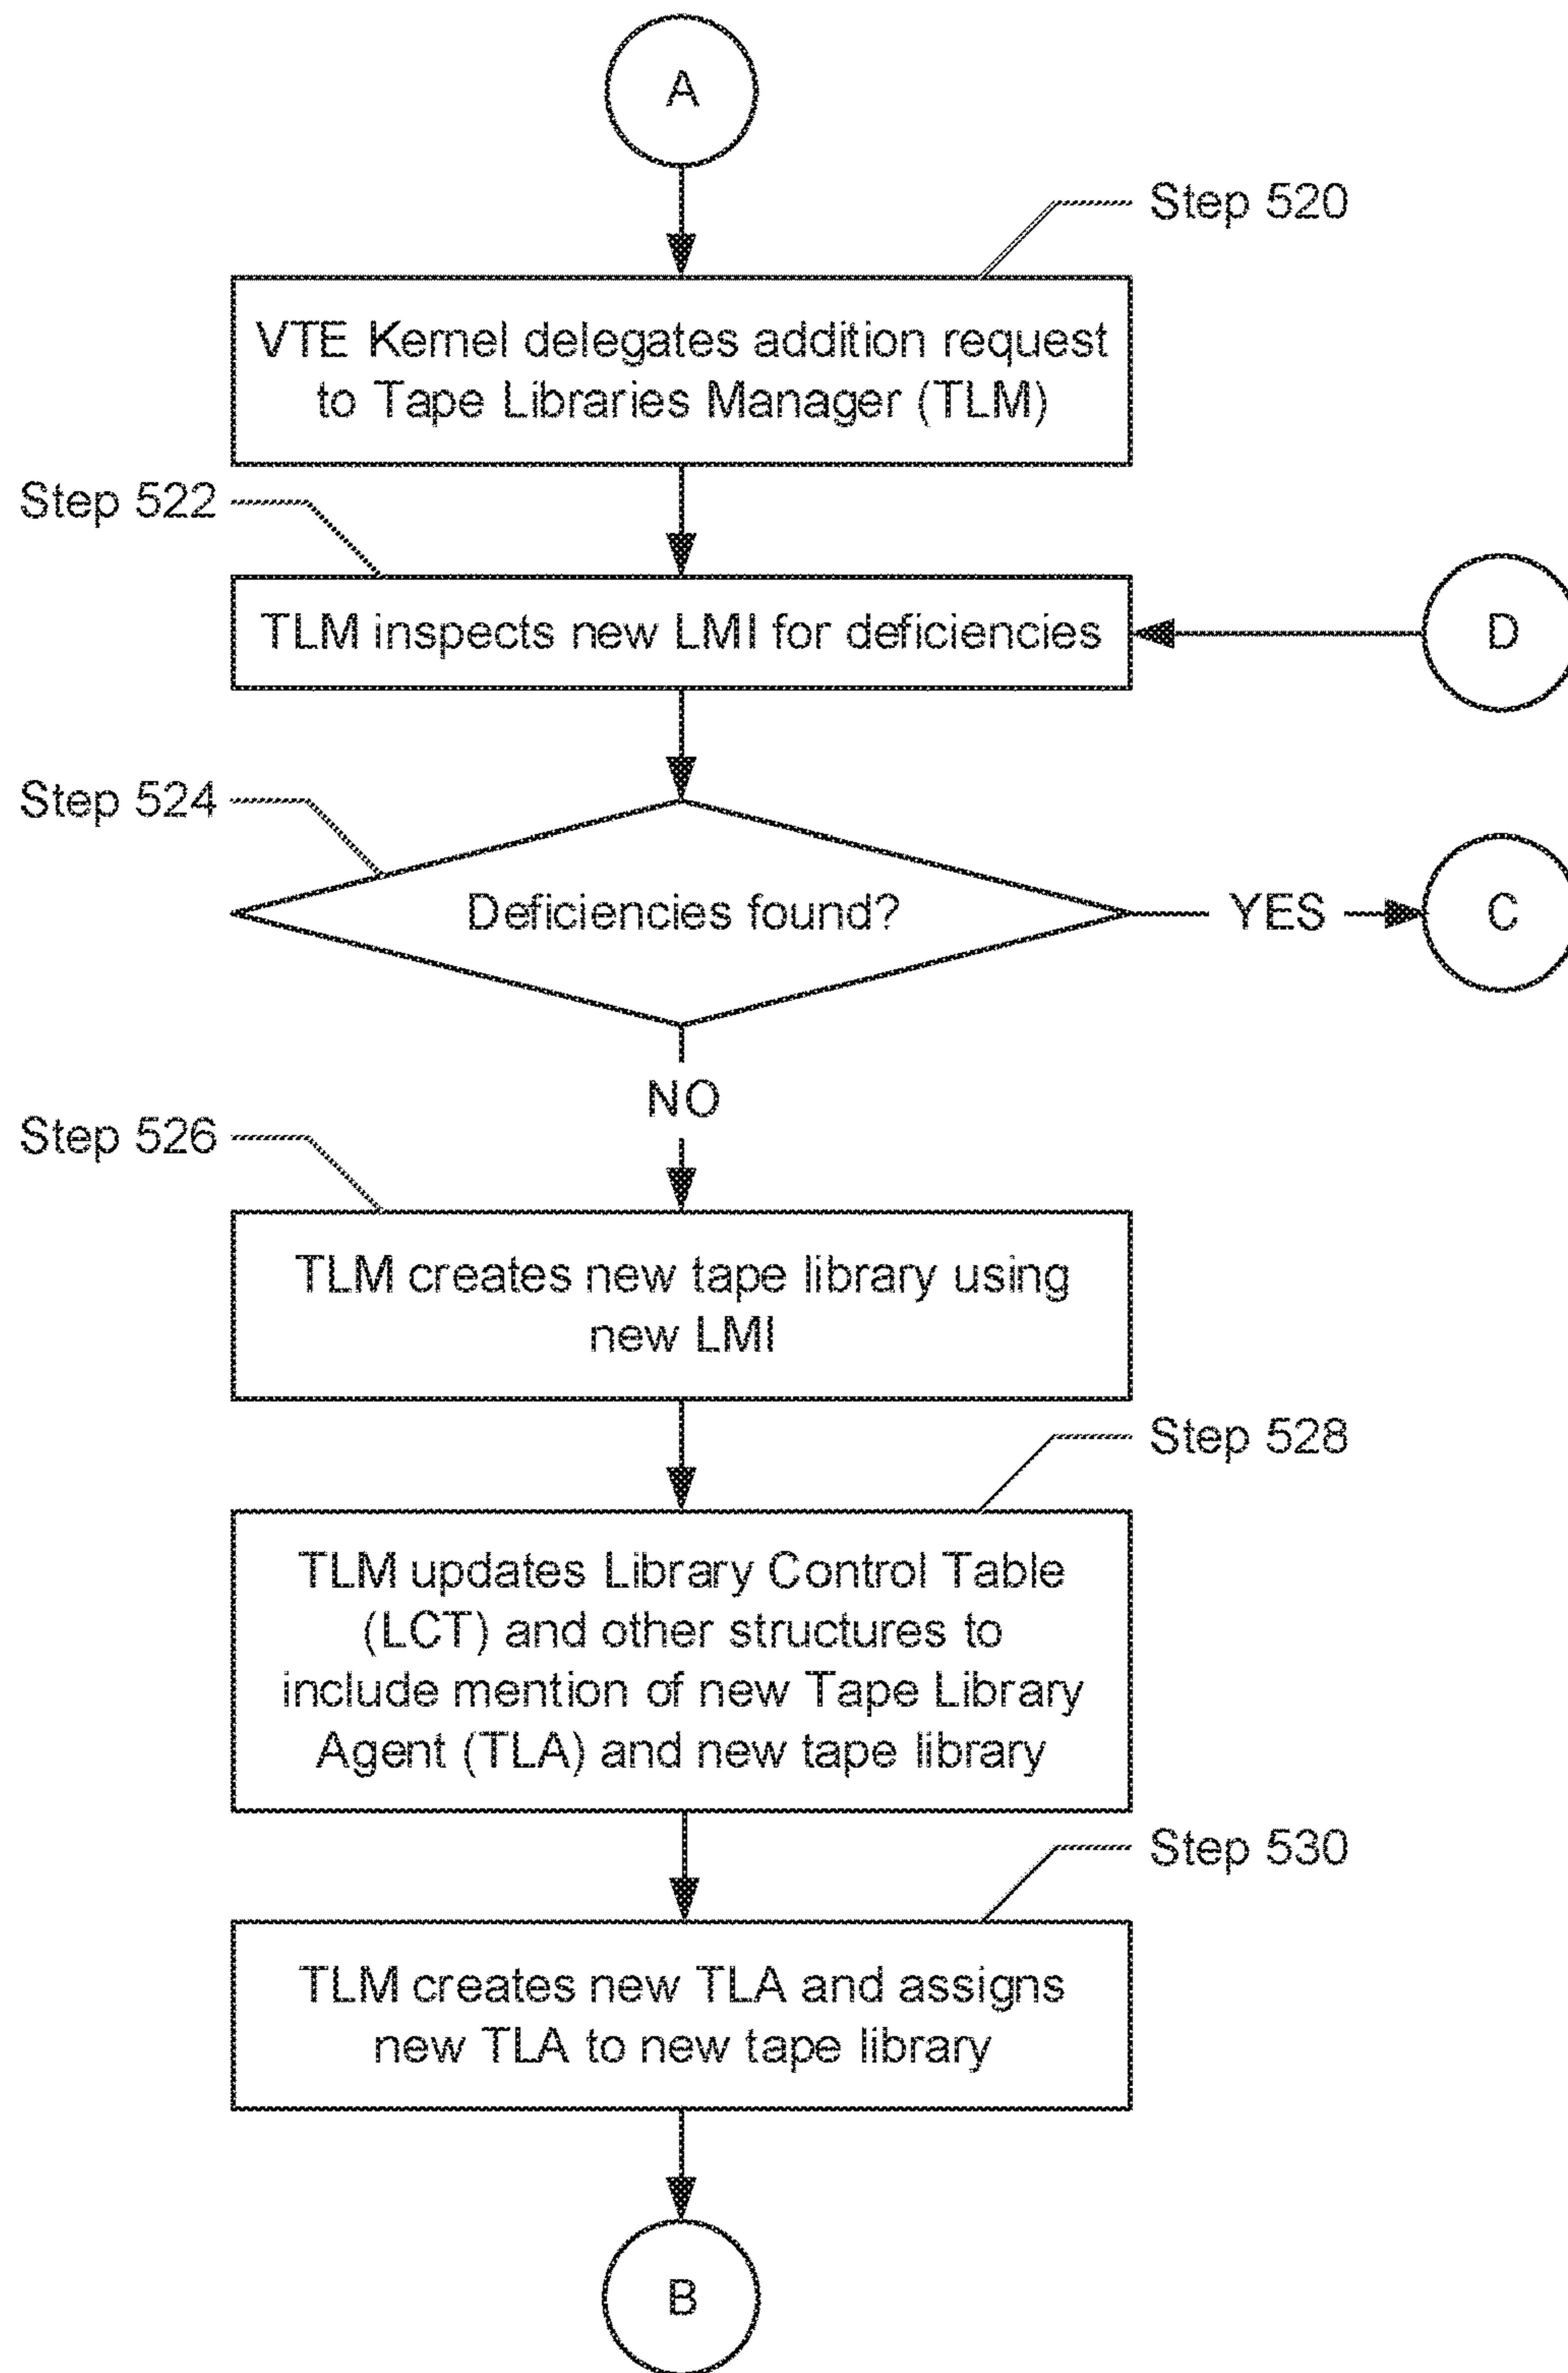 A
Step 520
VTE Kernel delegates addition request
to Tape Libraries Manager (TLM)
Step 522
TLM inspects new LMI for deficiencies
D
Step 524
Deficiencies found?
YES
C
NO
Step 526
TLM creates new tape library using
new LMI
Step 528
TLM updates Library Control Table
(LCT) and other structures to
include mention of new Tape Library
Agent (TLA) and new tape library
Step 530
TLM creates new TLA and assigns
new TLA to new tape library
B